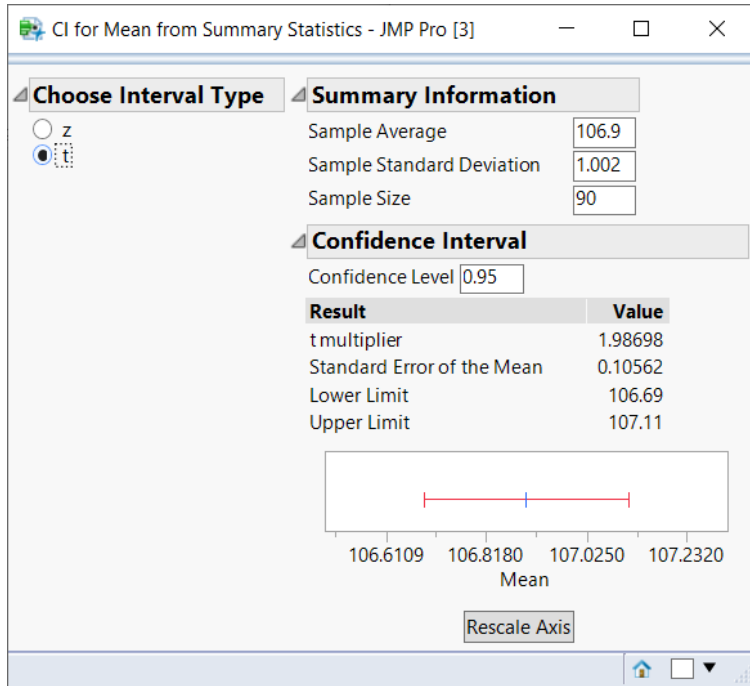 CI for Mean from Summary Statistics - JMP Pro [3]
Choose Interval Type
z
t
Summary Information
Sample Average 106.9
Sample Standard Deviation 1.002
Sample Size 90
Confidence Interval
Confidence Level 0.95
Result Value
t multiplier 1.98698
Standard Error of the Mean 0.10562
Lower Limit 106.69
Upper Limit 107.11
106.6109 106.8180 107.0250 107.2320
Mean
Rescale Axis